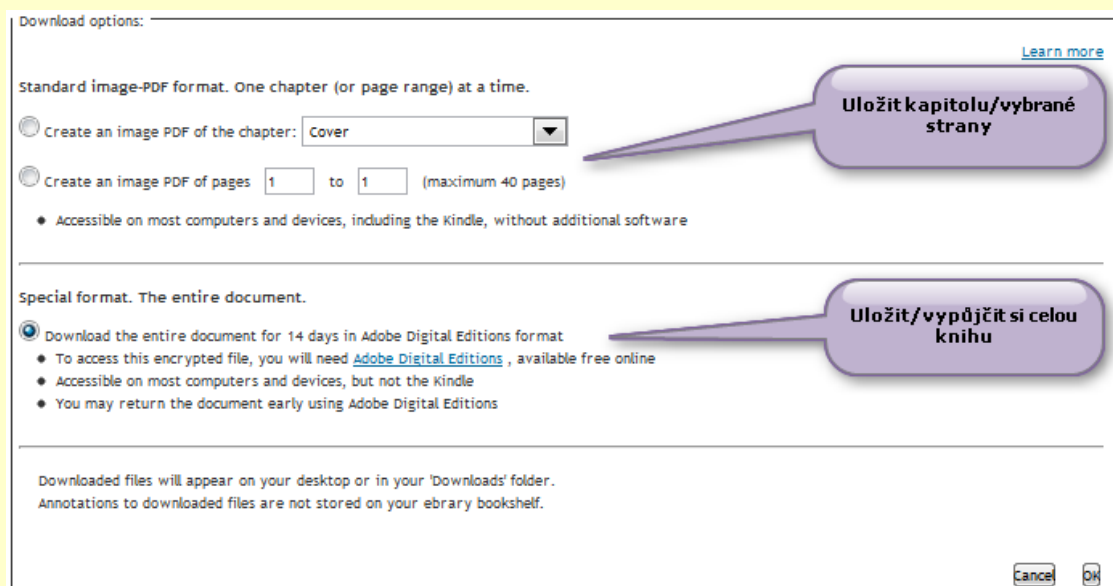 Download options:
Learn more
Standard image-PDF format. One chapter (or page range) at a time.
Uložit kapitolu/vybrané
strany
Create an image PDF of the chapter: Cover
Create an image PDF of pages 1 to 1 (maximum 40 pages)
Accessible on most computers and devices, including the Kindle, without additional software
Special format. The entire document.
Uložit/vypůjčit si celou
knihu
Download the entire document for 14 days in Adobe Digital Editions format
To access this encrypted file, you will need Adobe Digital Editions , available free online
Accessible on most computers and devices, but not the Kindle
You may return the document early using Adobe Digital Editions
Downloaded files will appear on your desktop or in your 'Downloads' folder.
Annotations to downloaded files are not stored on your ebrary bookshelf.
Cancel OK